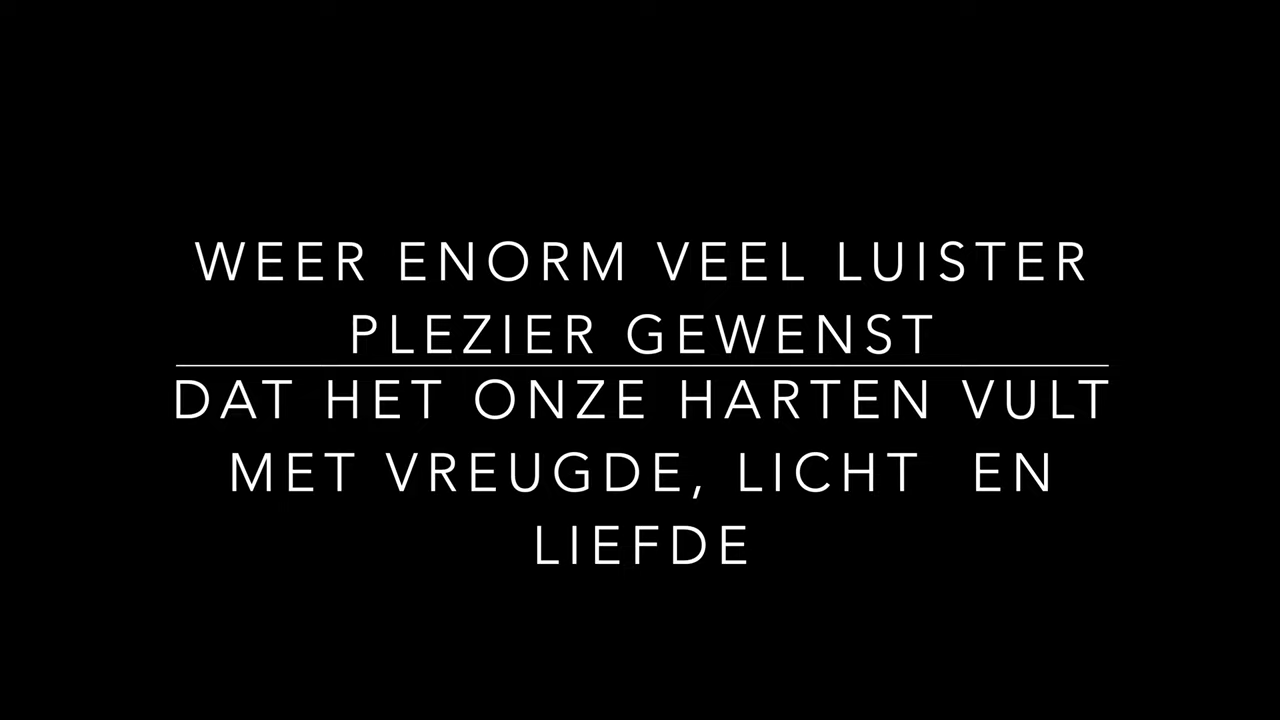 WEER ENORM VEEL LUISTER
PLEZIER GEWENST
DAT HET ONZE HARTEN VULT
MET VREUGDE, LICHT  EN
LIEFDE